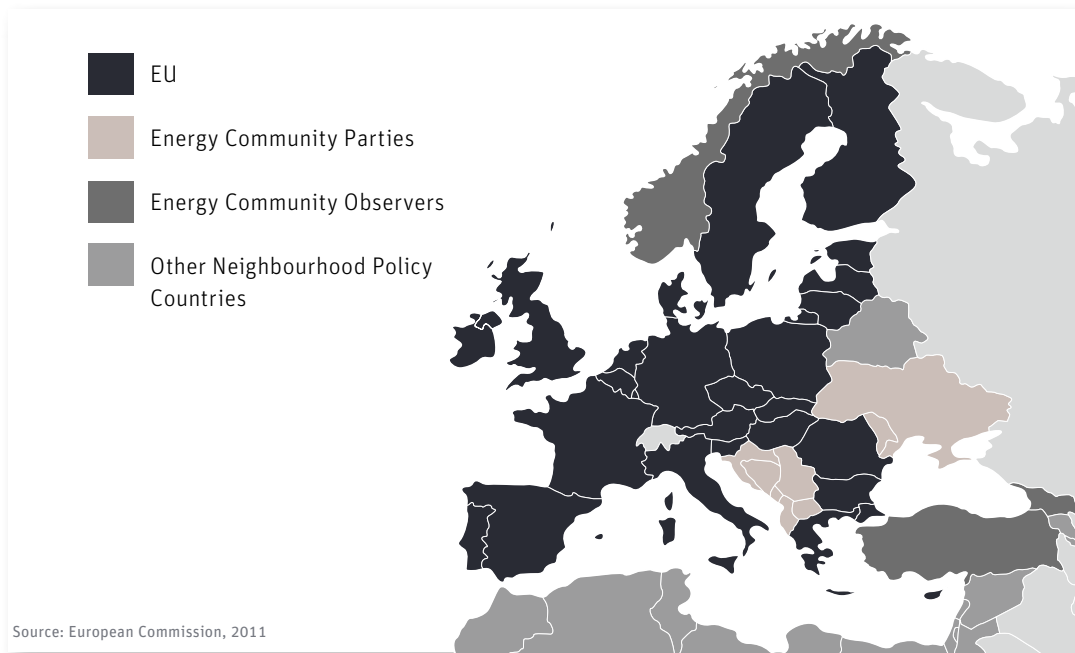 EU
Energy Community Parties
Energy Community Observers
Other Neighbourhood Policy
Countries
Source: European Commission, 2011